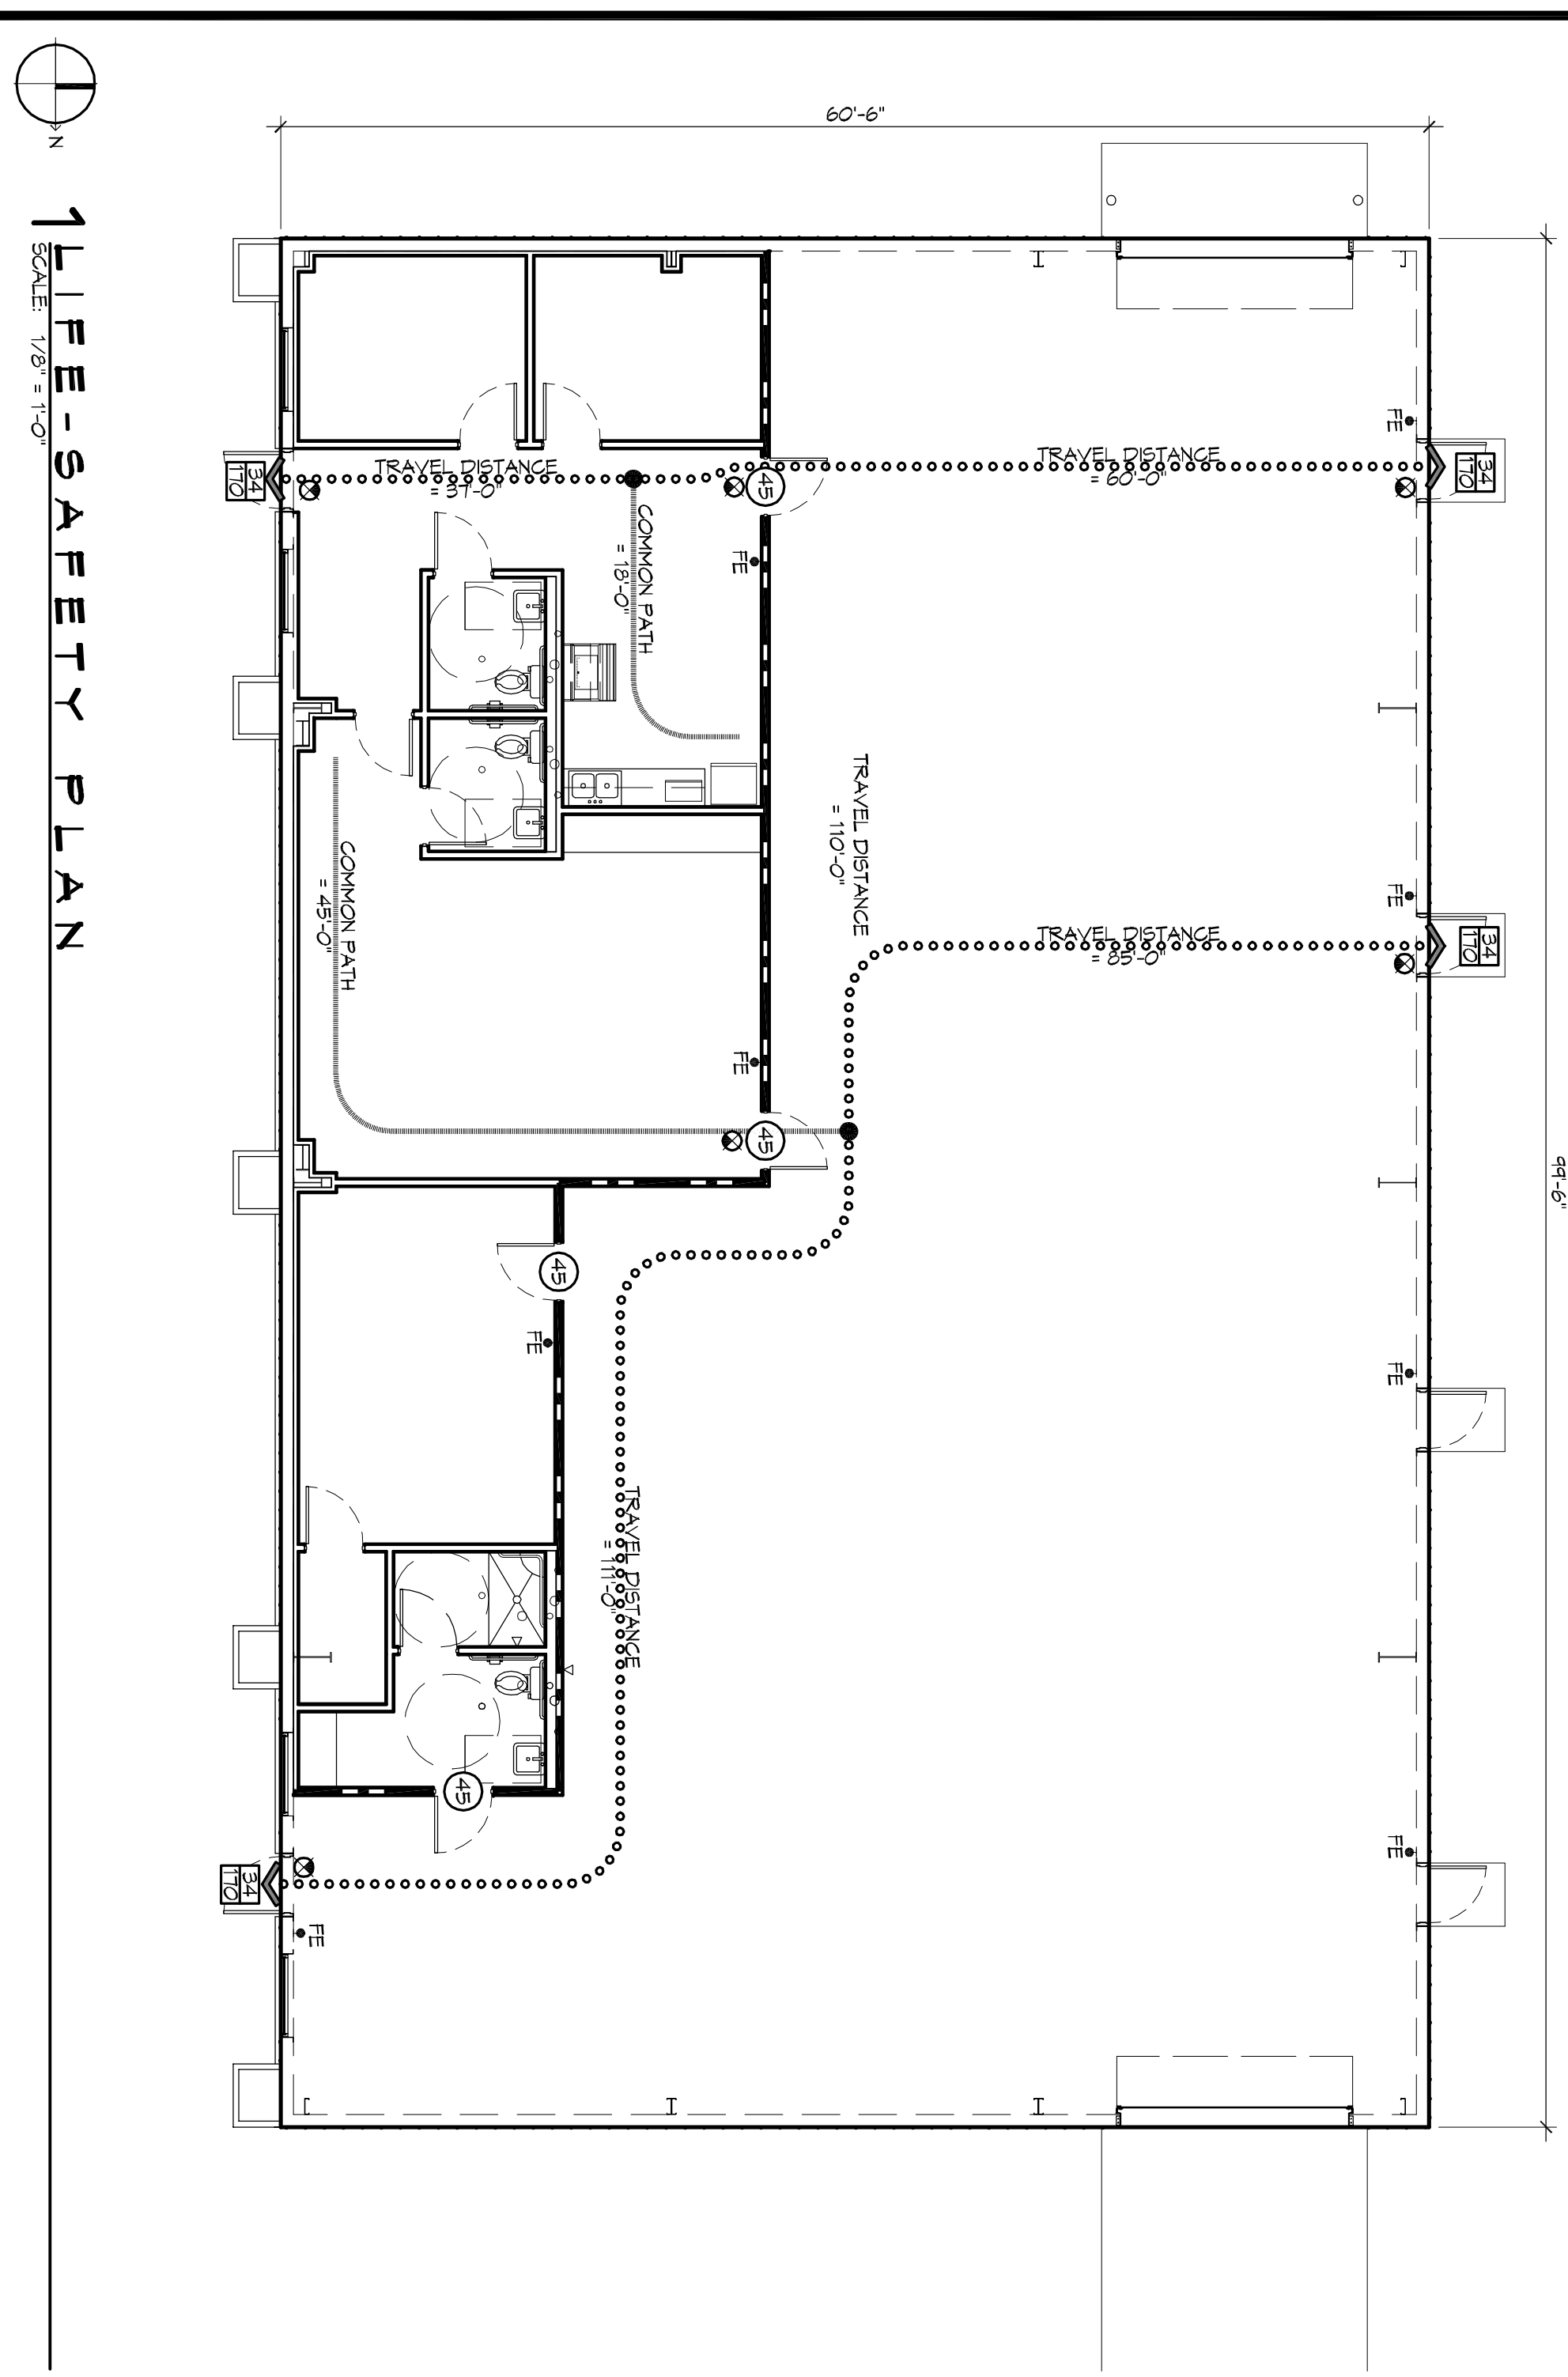 60'-6"
N
1 LIFE-SAFETY PLAN
SCALE: 1/8" = 1'-0"
99'-6"
FE
34
170
TRAVEL DISTANCE
= 37'-0"
45
TRAVEL DISTANCE
= 60'-0"
34
170
COMMON PATH
= 18'-0"
FE
TRAVEL DISTANCE
= 110'-0"
FE
TRAVEL DISTANCE
= 85'-0"
34
170
COMMON PATH
= 45'-0"
FE
45
45
FE
FE
TRAVEL DISTANCE
= 111'-0"
45
FE
34
170
FE